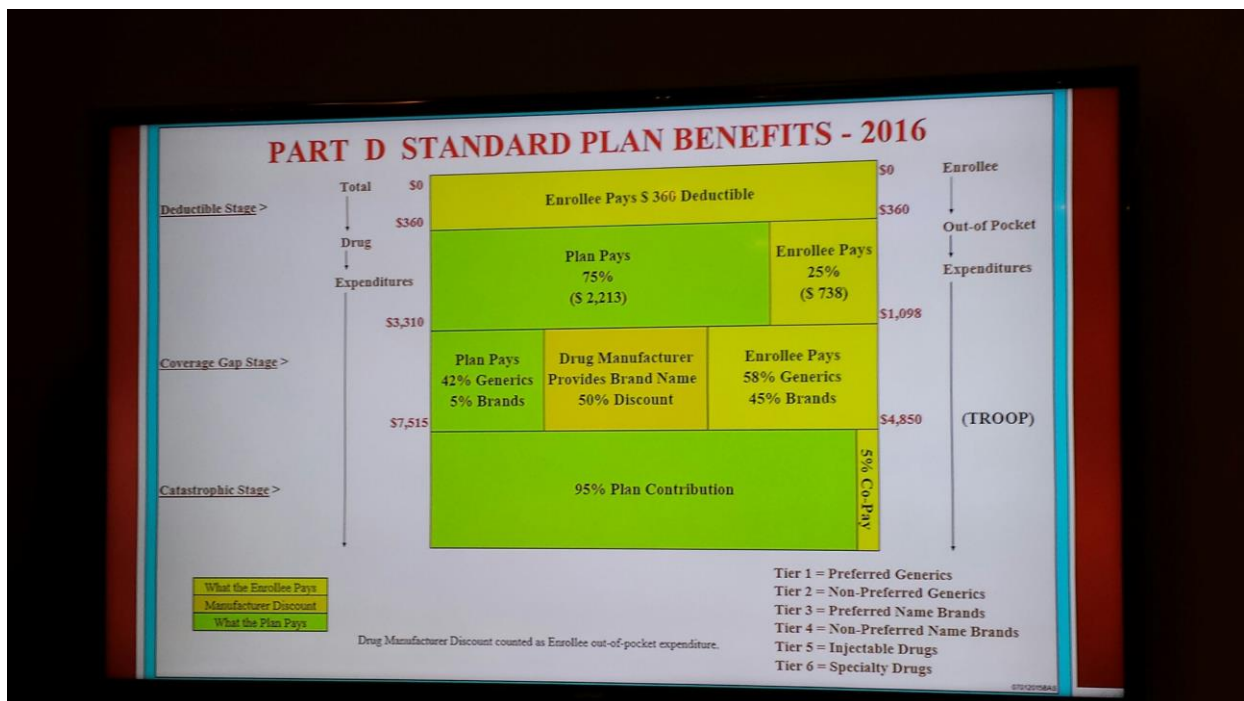 PART D STANDARD PLAN BENEFITS - 2016
Total
$0
$0
Enrollee
Deductible Stage >
Enrollee Pays $ 360 Deductible
$360
$360
Out-of Pocket
Drug
Expenditures
Expenditures
Plan Pays
75%
($ 2,213)
Enrollee Pays
25%
($ 738)
$3,310
$1,098
Coverage Gap Stage >
Plan Pays
42% Generics
5% Brands
Drug Manufacturer
Provides Brand Name
50% Discount
Enrollee Pays
58% Generics
45% Brands
$7,515
$4,850
(TROOP)
Catastrophic Stage >
95% Plan Contribution
5% Co-Pay
What the Enrollee Pays
Manufacturer Discount
What the Plan Pays
Drug Manufacturer Discount counted as Enrollee out-of-pocket expenditure.
Tier 1 = Preferred Generics
Tier 2 = Non-Preferred Generics
Tier 3 = Preferred Name Brands
Tier 4 = Non-Preferred Name Brands
Tier 5 = Injectable Drugs
Tier 6 = Specialty Drugs